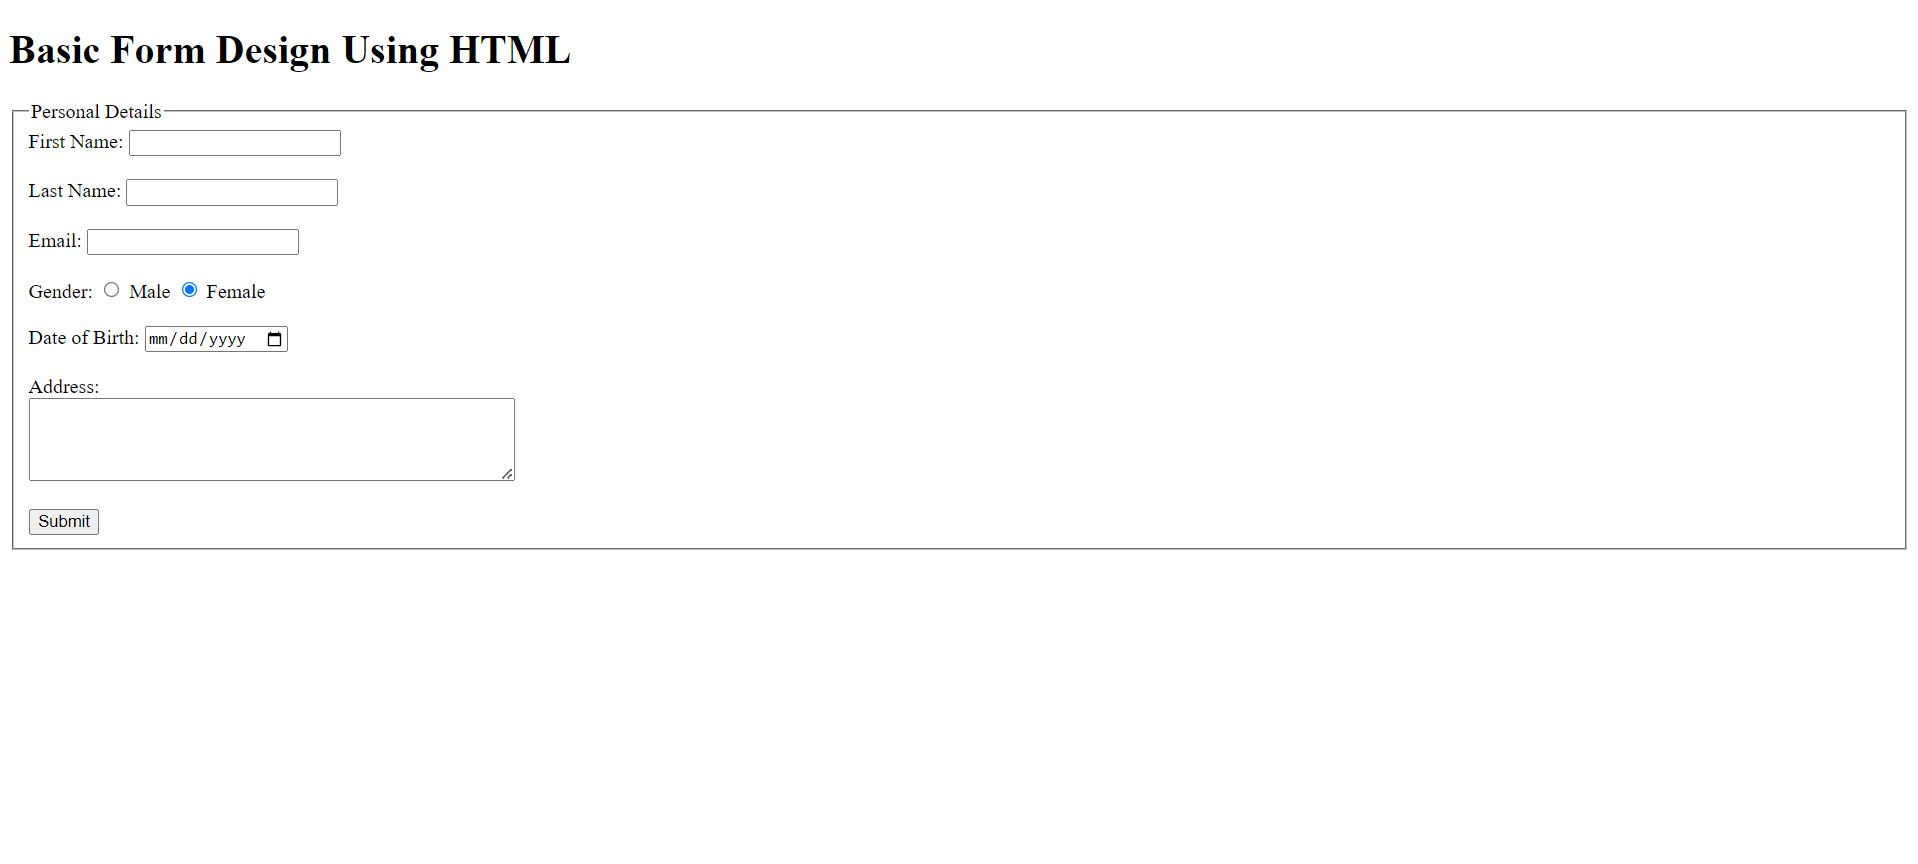 Basic Form Design Using HTML
Personal Details
First Name:
Last Name:
Email:
Gender: Male Female
Date of Birth: mm/dd/yyyy
Address:
Submit